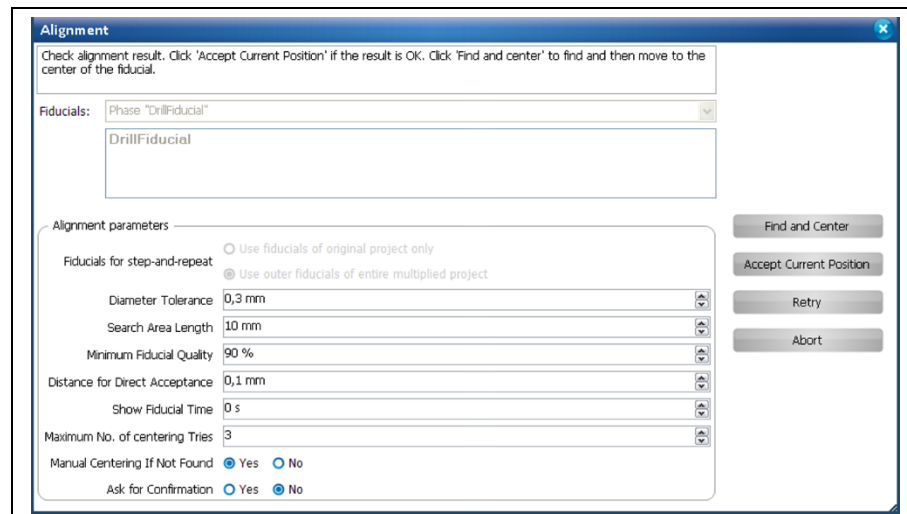 Alignment
Check alignment result. Click 'Accept Current Position' if the result is OK. Click 'Find and center' to find and then move to the
center of the fiducial.
Fiducials: Phase "DrillFiducial"
DrillFiducial
Alignment parameters
Fiducials for step-and-repeat
Use fiducials of original project only
Use outer fiducials of entire multiplied project
Diameter Tolerance 0,3 mm
Search Area Length 10 mm
Minimum Fiducial Quality 90 %
Distance for Direct Acceptance 0,1 mm
Show Fiducial Time 0 s
Maximum No. of centering Tries 3
Manual Centering If Not Found Yes No
Ask for Confirmation Yes No
Find and Center
Accept Current Position
Retry
Abort